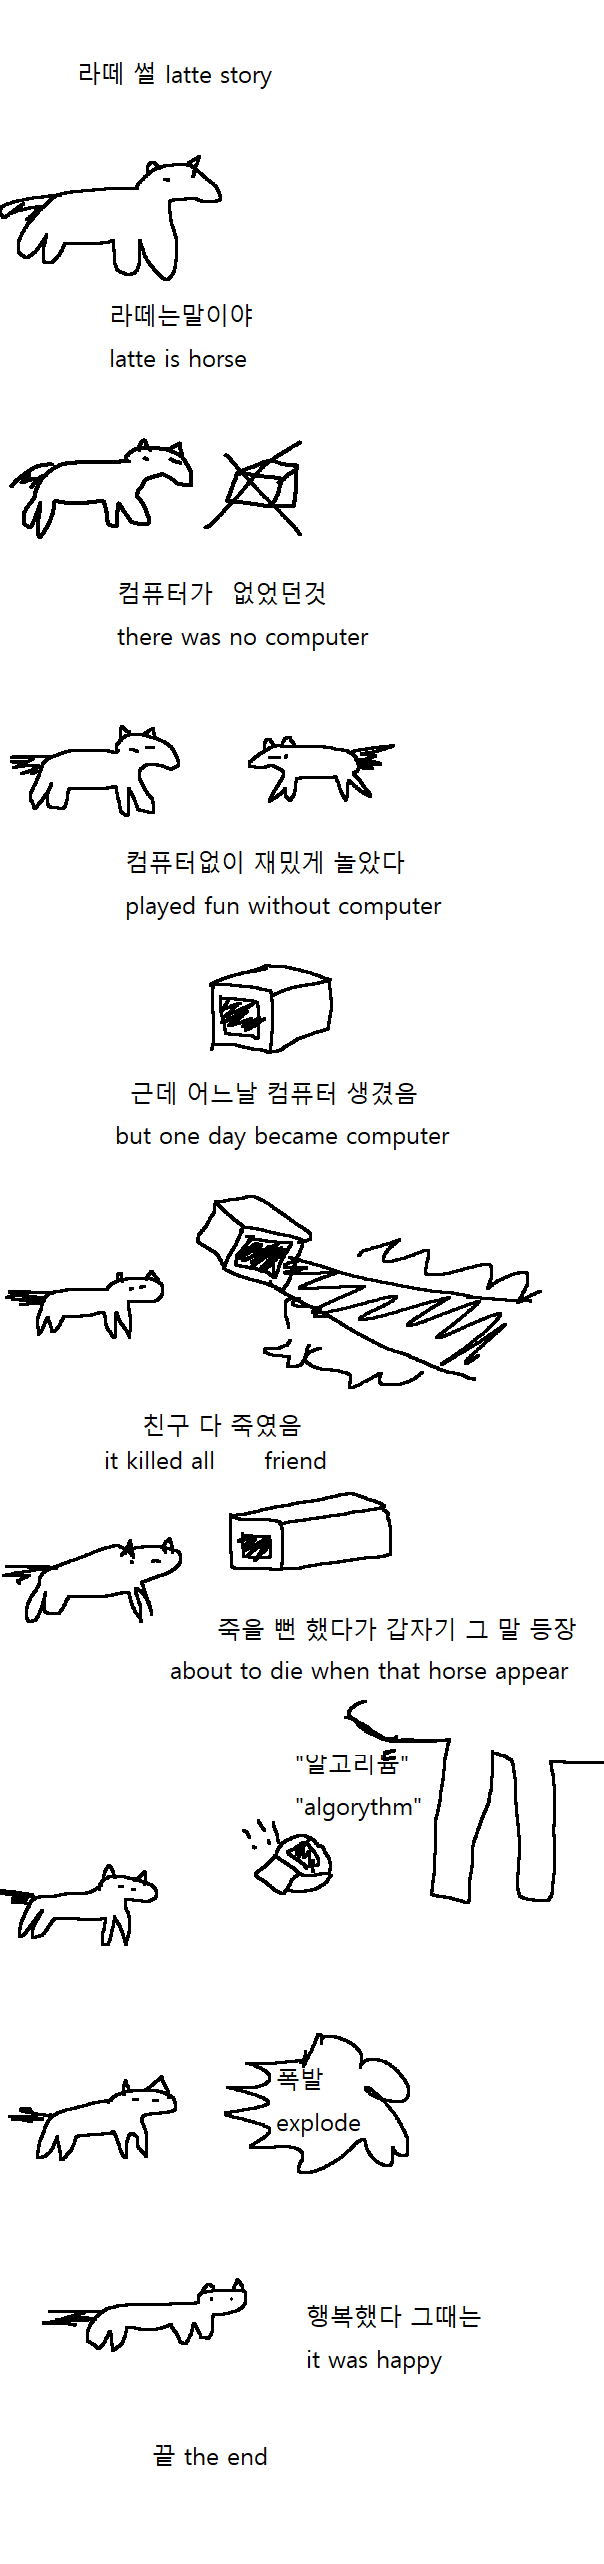 라떼 썰 latte story
라떼는말이야
latte is horse
컴퓨터가 없었던것
there was no computer
컴퓨터없이 재밌게 놀았다
played fun without computer
근데 어느날 컴퓨터 생겼음
but one day became computer
친구 다 죽였음
it killed all friend
죽을 뻔 했다가 갑자기 그 말 등장
about to die when that horse appear
"알고리듬"
"algorythm"
폭발
explode
행복했다 그때는
it was happy
끝 the end